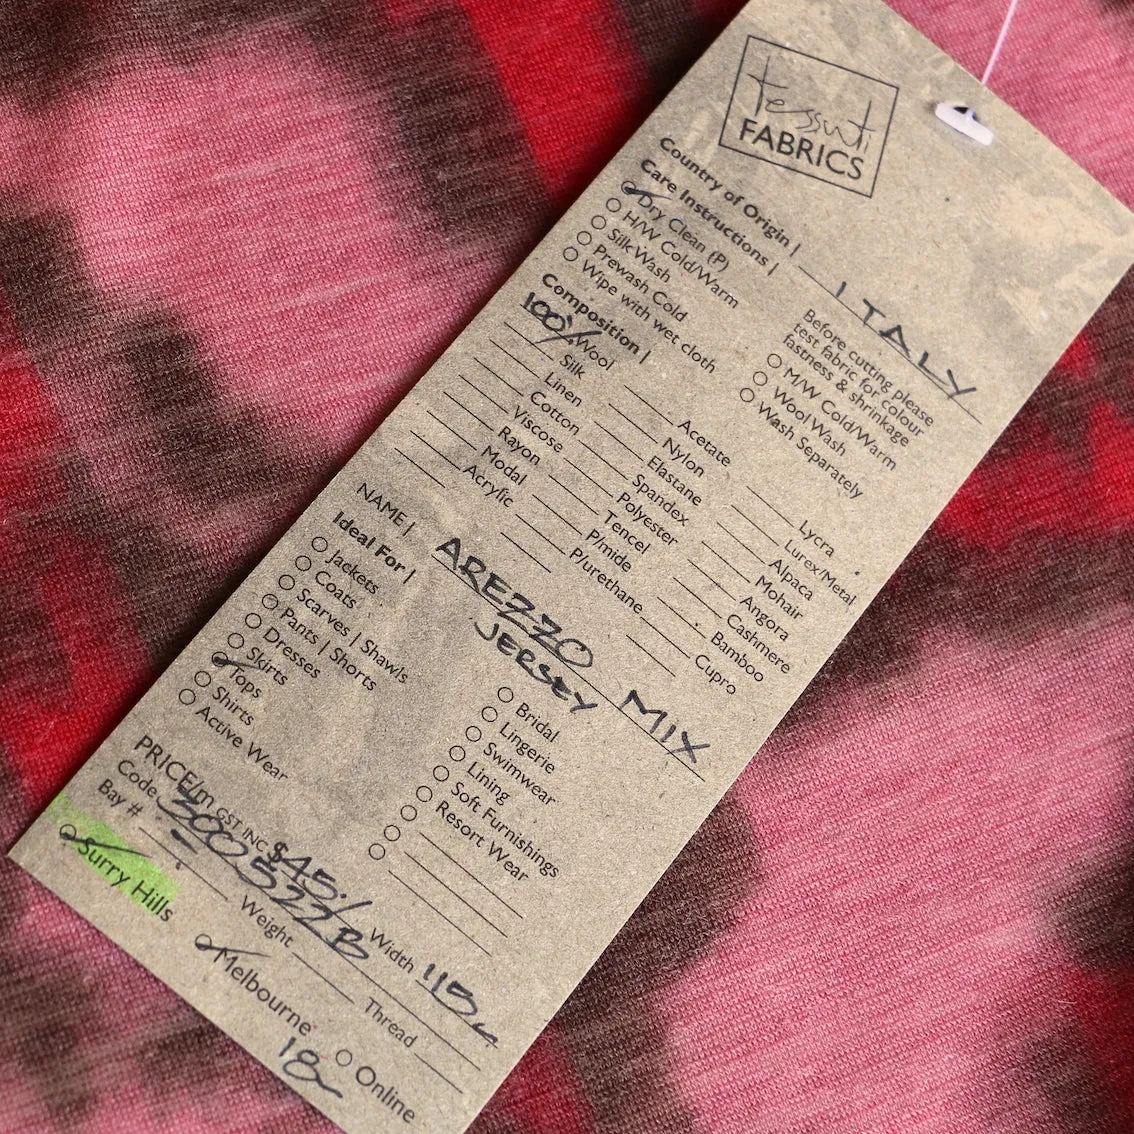 tessuti
FABRICS
Country of Origin | ITALY
Care Instructions |
Dry Clean (P)
H/W Cold/Warm
Silk Wash
Prewash Cold
Wipe with wet cloth
Before cutting please
test fabric for colour
fastness & shrinkage
M/W Cold/Warm
Wool Wash
Wash Separately
Composition |
100% Wool
Silk
Linen
Cotton
Viscose
Rayon
Modal
Acrylic
Acetate
Nylon
Elastane
Spandex
Polyester
Tencel
P/mide
P/urethane
Lycra
Lurex/Metal
Alpaca
Mohair
Angora
Cashmere
Bamboo
Cupro
NAME | AREZZO MIX
JERSEY
Ideal For |
Jackets
Coats
Scarves | Shawls
Pants | Shorts
Dresses
Skirts
Tops
Shirts
Active Wear
Bridal
Lingerie
Swimwear
Lining
Soft Furnishings
Resort Wear
PRICE/m GST INC $45 Width 115
Code 3005327B
Bay # Weight Thread
Surry Hills Melbourne Online
18